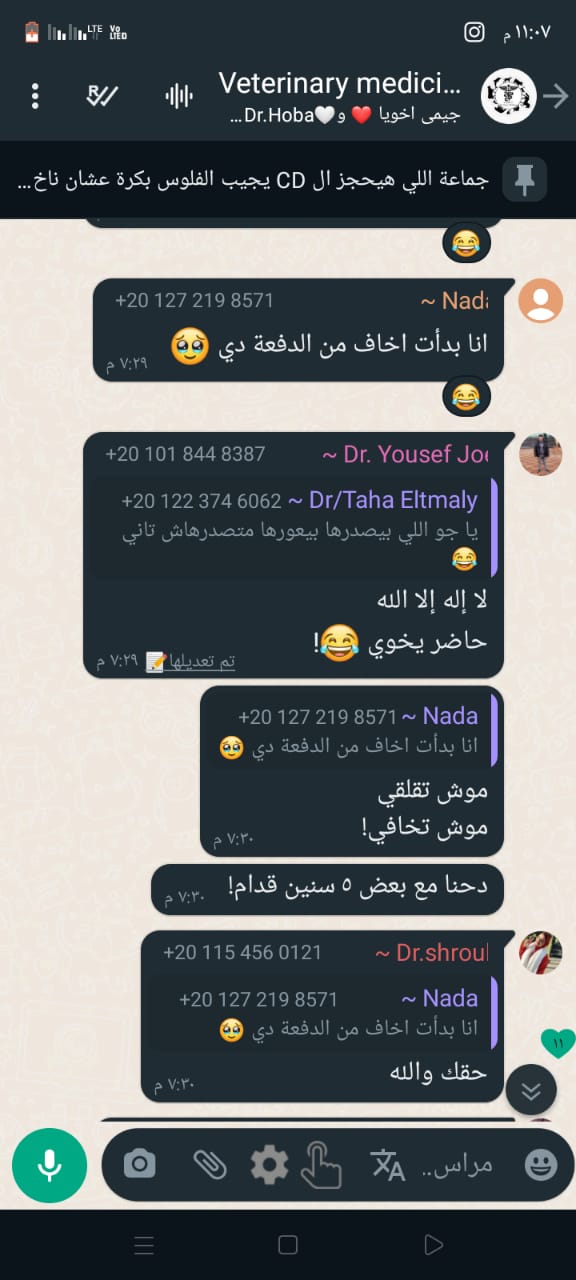 ١١:٠٧ م
LTE Vo LTED
Veterinary medici...
جيمى اخويا ❤️ و🤍Dr.Hoba...
جماعة اللي هيحجز ال CD يجيب الفلوس بكرة عشان ناخ...
😂
~ Nada +20 127 219 8571
انا بدأت اخاف من الدفعة دي 🥹
٧:٢٩ م
😂
~ Dr. Yousef Joe +20 101 844 8387
~ Dr/Taha Eltmaly +20 122 374 6062
يا جو اللي بيصدرها بيعورها متصدرهاش تاني
😂
لا إله إلا الله
حاضر يخوي 😂!
تم تعديلها📝 ٧:٢٩ م
~ Nada +20 127 219 8571
انا بدأت اخاف من الدفعة دي 🥹
موش تقلقي
موش تخافي!
٧:٣٠ م
دحنا مع بعض ٥ سنين قدام!
٧:٣٠ م
~ Dr.shrouk +20 115 456 0121
~ Nada +20 127 219 8571
انا بدأت اخاف من الدفعة دي 🥹
حقك والله
٧:٣٠ م
١١
مراس..